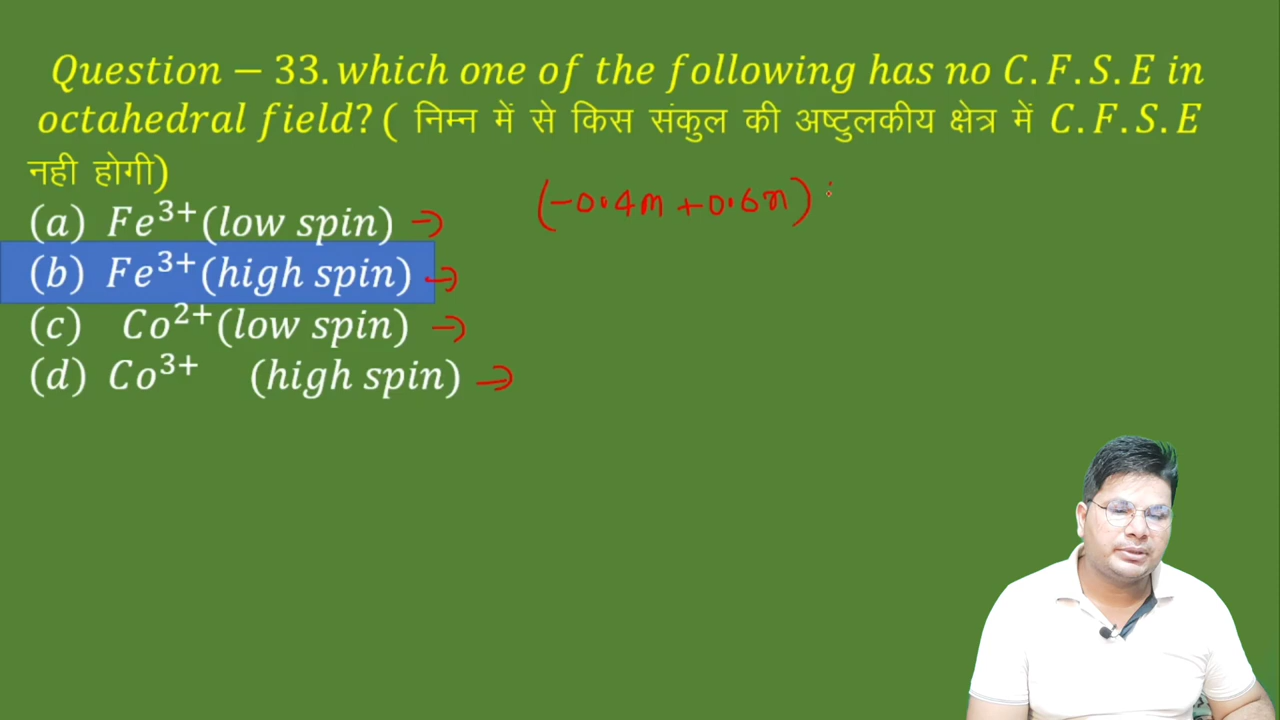 Question − 33. which one of the following has no C.F.S.E in
octahedral field? ( निम्न में से किस संकुल की अष्टुलकीय क्षेत्र में C.F.S.E
नही होगी)
(−0.4m +0.6n)
(a) Fe³⁺(low spin) →
(b) Fe³⁺(high spin) →
(c) Co²⁺(low spin) →
(d) Co³⁺ (high spin) →